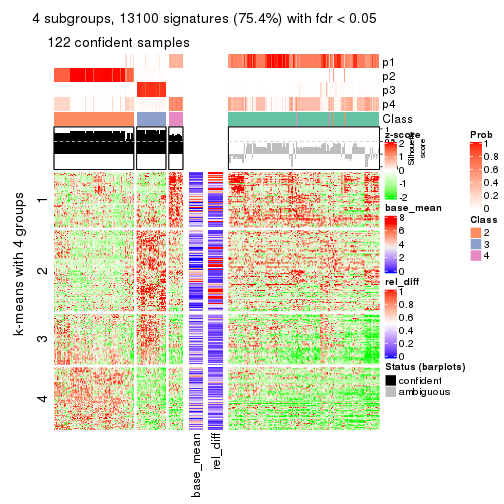 4 subgroups, 13100 signatures (75.4%) with fdr < 0.05
122 confident samples
p1
p2
p3
p4
Class
1
Silhouette
score
z-score
2
1
0
-1
-2
base_mean
8
6
4
2
0
rel_diff
1
0.8
0.6
0.4
0.2
0
Status (barplots)
confident
ambiguous
Prob
1
0.8
0.6
0.4
0.2
0
Class
2
3
4
k-means with 4 groups
1
2
3
4
base_mean
rel_diff